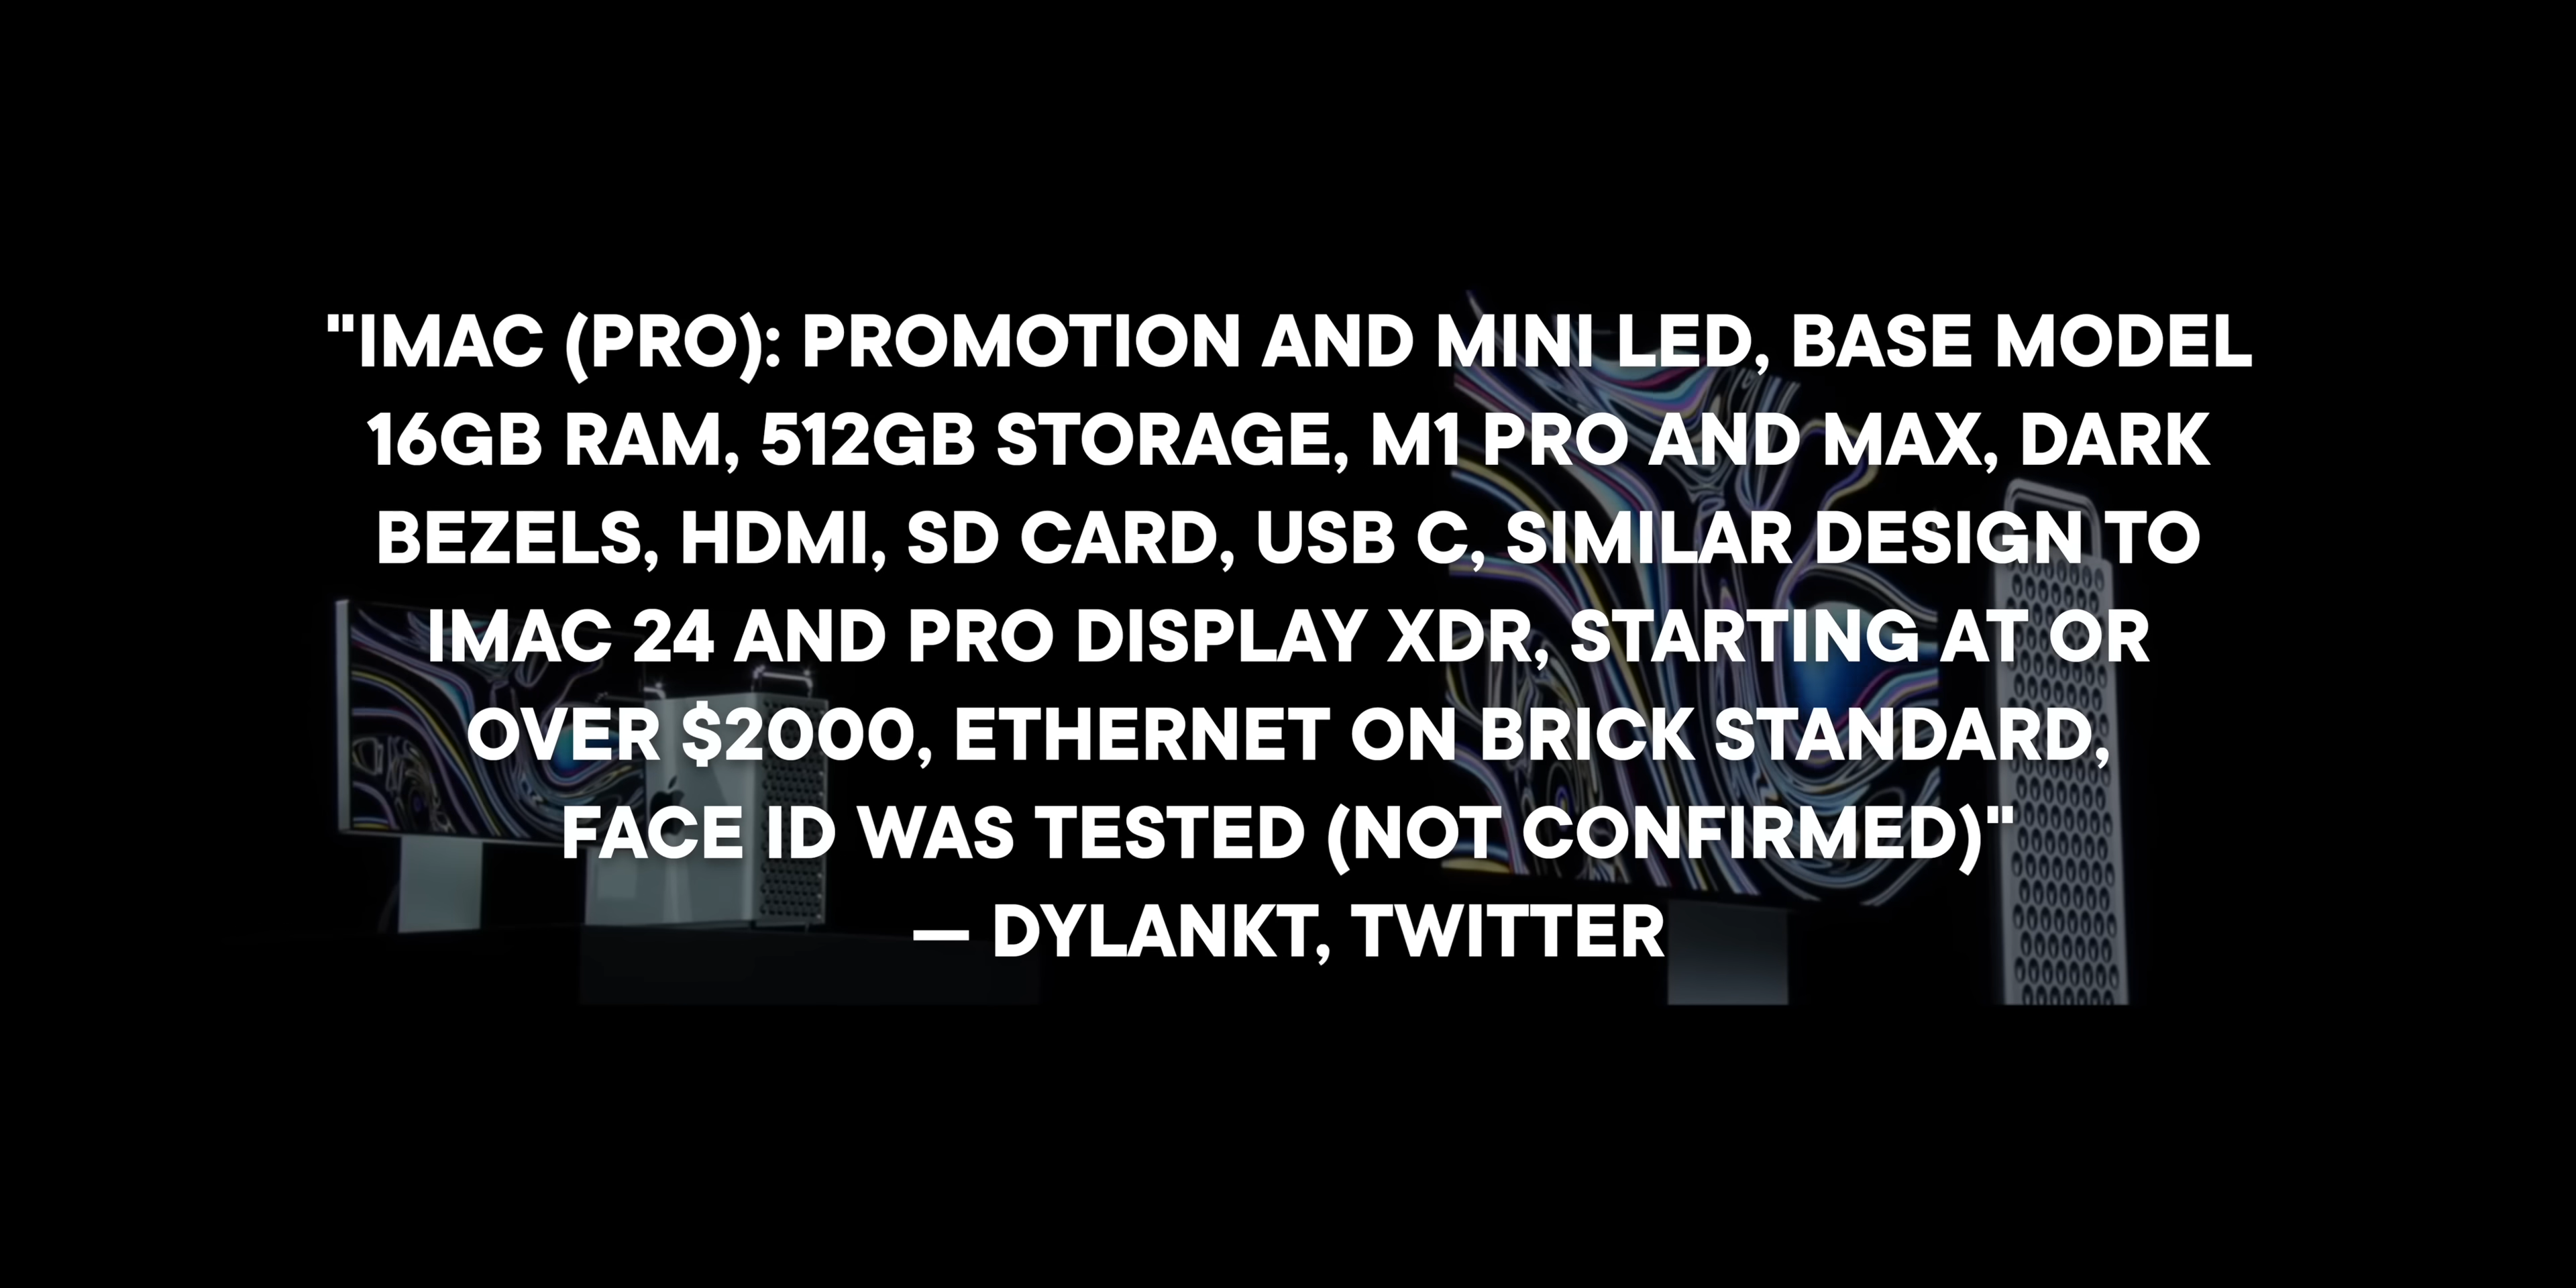 "IMAC (PRO): PROMOTION AND MINI LED, BASE MODEL
16GB RAM, 512GB STORAGE, M1 PRO AND MAX, DARK
BEZELS, HDMI, SD CARD, USB C, SIMILAR DESIGN TO
IMAC 24 AND PRO DISPLAY XDR, STARTING AT OR
OVER $2000, ETHERNET ON BRICK STANDARD,
FACE ID WAS TESTED (NOT CONFIRMED)"
— DYLANKT, TWITTER